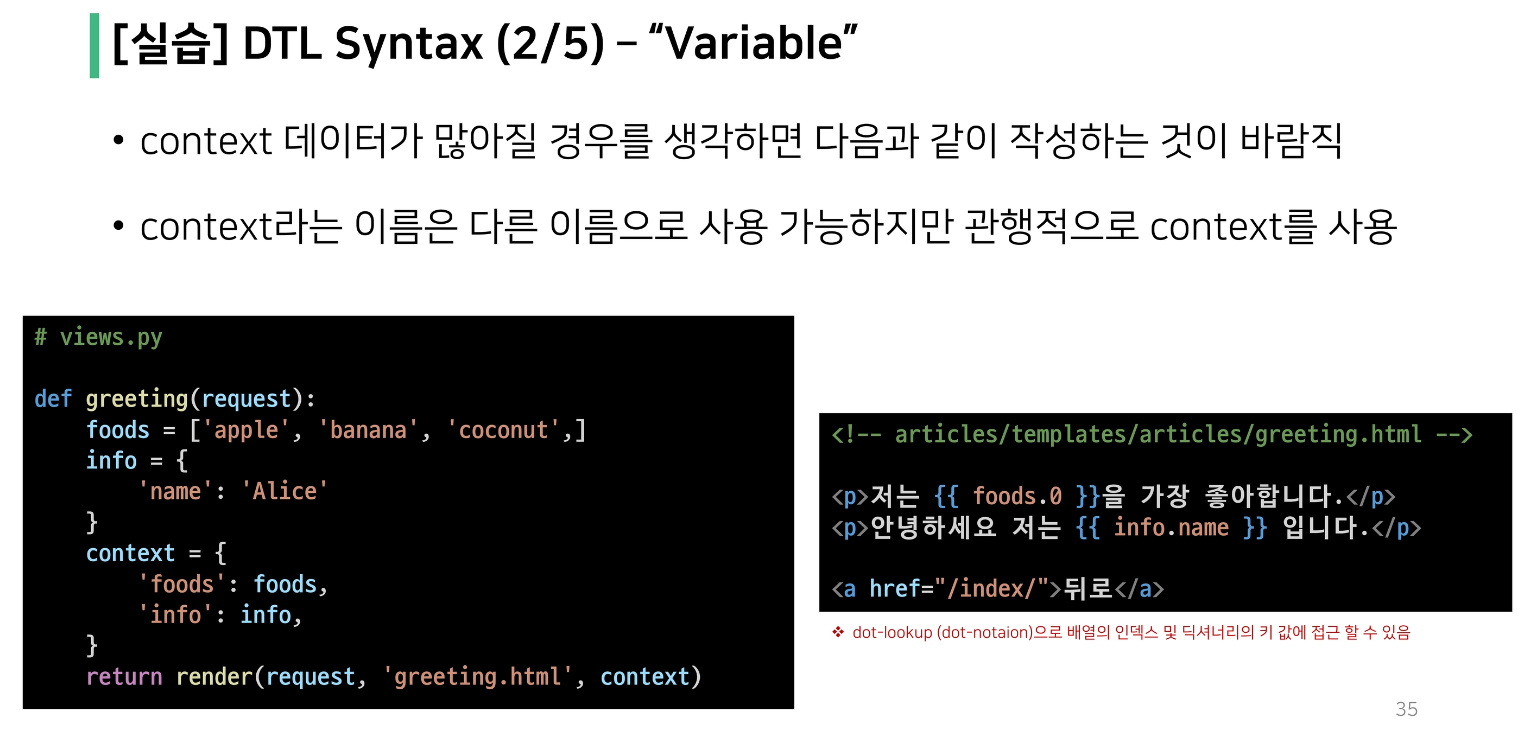 [실습] DTL Syntax (2/5) – “Variable”
• context 데이터가 많아질 경우를 생각하면 다음과 같이 작성하는 것이 바람직
• context라는 이름은 다른 이름으로 사용 가능하지만 관행적으로 context를 사용
# views.py
def greeting(request):
    foods = ['apple', 'banana', 'coconut',]
    info = {
        'name': 'Alice'
    }
    context = {
        'foods': foods,
        'info': info,
    }
    return render(request, 'greeting.html', context)
<!-- articles/templates/articles/greeting.html -->
<p>저는 {{ foods.0 }}을 가장 좋아합니다.</p>
<p>안녕하세요 저는 {{ info.name }} 입니다.</p>
<a href="/index/">뒤로</a>
❖ dot-lookup (dot-notaion)으로 배열의 인덱스 및 딕셔너리의 키 값에 접근 할 수 있음
35